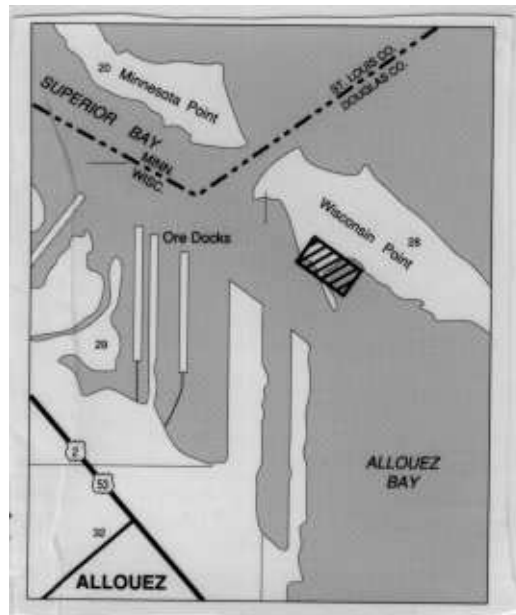 ST. LOUIS CO.
DOUGLAS CO.
20
Minnesota Point
SUPERIOR BAY
MINN.
WISC.
Wisconsin Point
28
Ore Docks
29
2
53
32
ALLOUEZ
BAY
ALLOUEZ